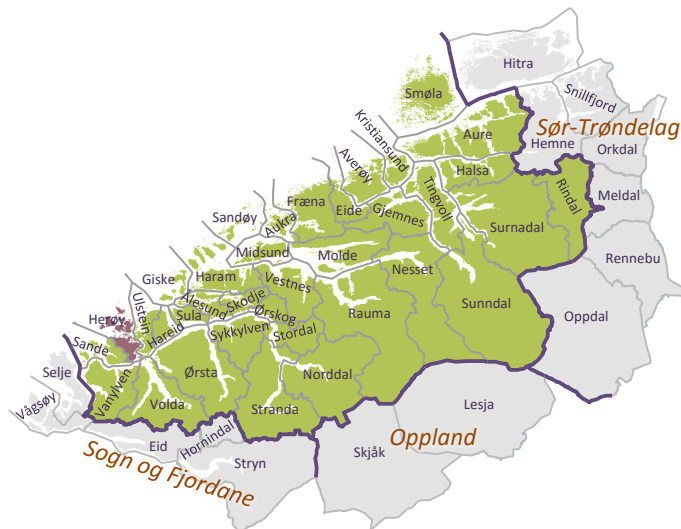 Hitra
Smøla
Snillfjord
Kristiansund
Aure
Sør-Trøndelag
Hemne
Orkdal
Averøy
Halsa
Tingvoll
Rindal
Meldal
Fræna
Eide
Gjemnes
Sandøy
Aukra
Surnadal
Midsund
Molde
Rennebu
Nesset
Giske
Haram
Vestnes
Sunndal
Ulstein
Ålesund
Skodje
Oppdal
Herøy
Sula
Ørskog
Rauma
Hareid
Sykkylven
Stordal
Sande
Selje
Vanylven
Ørsta
Norddal
Vågsøy
Volda
Stranda
Lesja
Eid
Hornindal
Oppland
Skjåk
Stryn
Sogn og Fjordane